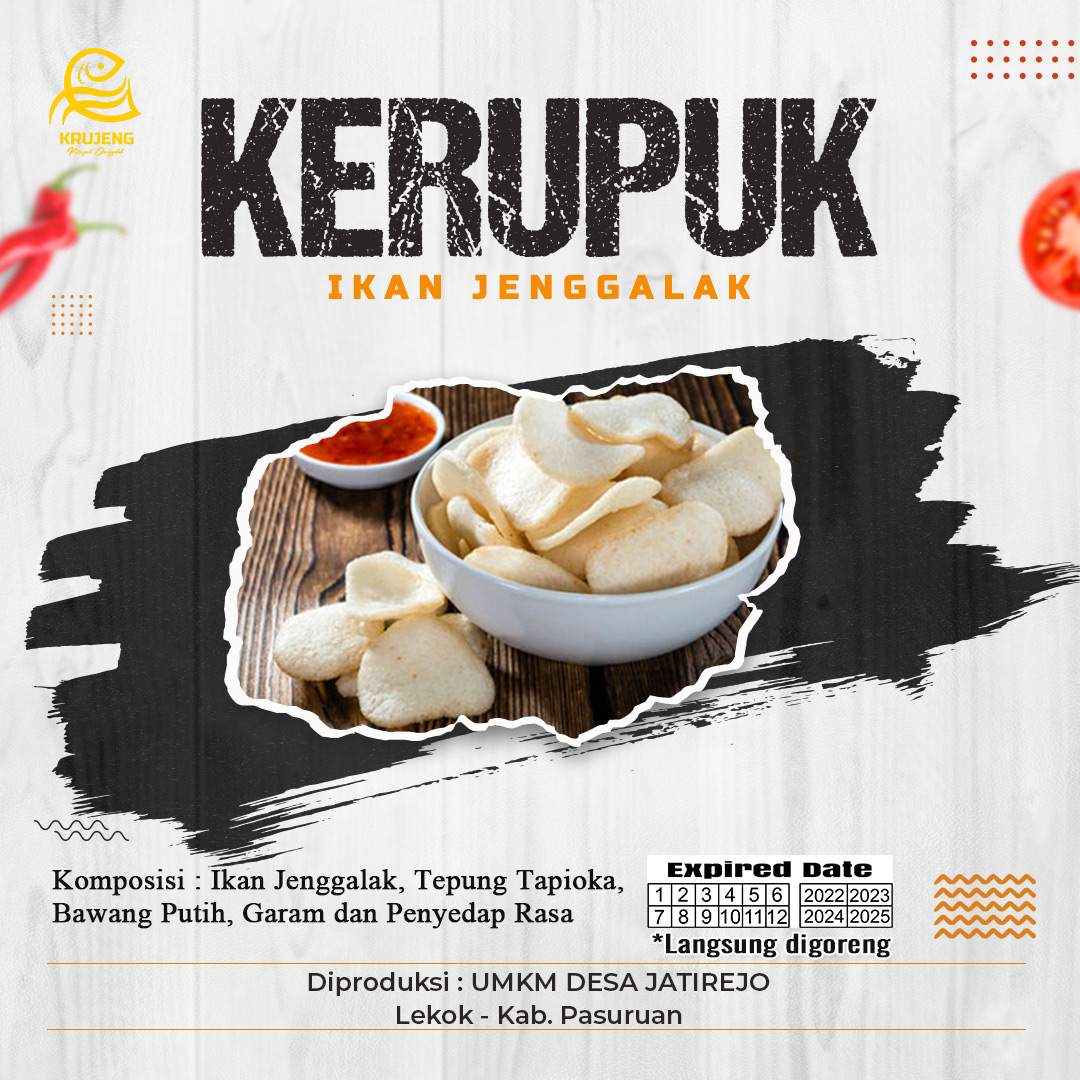 KRUJENG
Kerupuk Jenggalak
KERUPUK
IKAN JENGGALAK
Komposisi : Ikan Jenggalak, Tepung Tapioka,
Bawang Putih, Garam dan Penyedap Rasa
Expired Date
1 2 3 4 5 6 2022 2023
7 8 9 10 11 12 2024 2025
*Langsung digoreng
Diproduksi : UMKM DESA JATIREJO
Lekok - Kab. Pasuruan